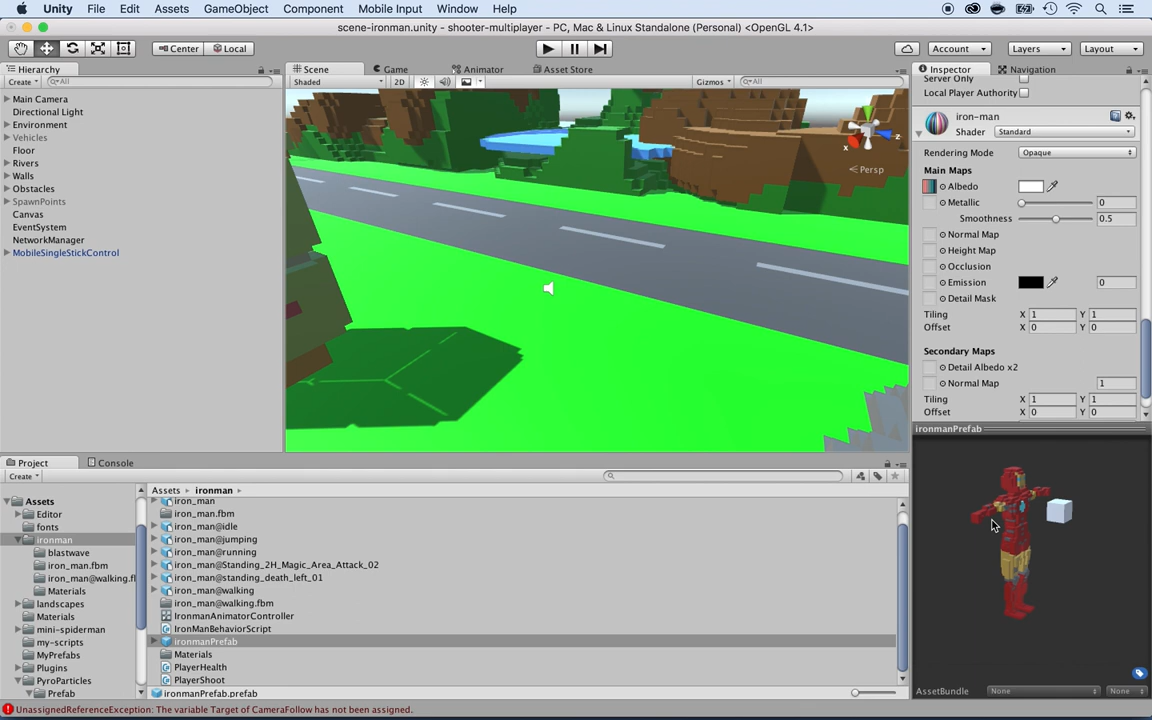 Unity File Edit Assets GameObject Component Mobile Input Window Help
scene-ironman.unity - shooter-multiplayer - PC, Mac & Linux Standalone (Personal) <OpenGL 4.1>
Center Local Account Layers Layout
Hierarchy
Create All
Main Camera
Directional Light
Environment
Vehicles
Floor
Rivers
Walls
Obstacles
SpawnPoints
Canvas
EventSystem
NetworkManager
MobileSingleStickControl
Scene Game Animator Asset Store
Shaded 2D Gizmos All
x z
Persp
Inspector Navigation
Server Only
Local Player Authority
iron-man
Shader Standard
Rendering Mode Opaque
Main Maps
Albedo
Metallic 0
Smoothness 0.5
Normal Map
Height Map
Occlusion
Emission 0
Detail Mask
Tiling X 1 Y 1
Offset X 0 Y 0
Secondary Maps
Detail Albedo x2
Normal Map 1
Tiling X 1 Y 1
Offset X 0 Y 0
ironmanPrefab
AssetBundle None None
Project Console
Create
Assets
Editor
fonts
ironman
blastwave
iron_man.fbm
iron_man@walking.fl
Materials
landscapes
Materials
mini-spiderman
my-scripts
MyPrefabs
Plugins
PyroParticles
Prefab
Assets ▸ ironman ▸
iron_man
iron_man.fbm
iron_man@idle
iron_man@jumping
iron_man@running
iron_man@Standing_2H_Magic_Area_Attack_02
iron_man@standing_death_left_01
iron_man@walking
iron_man@walking.fbm
IronmanAnimatorController
IronManBehaviorScript
ironmanPrefab
Materials
PlayerHealth
PlayerShoot
ironmanPrefab.prefab
UnassignedReferenceException: The variable Target of CameraFollow has not been assigned.